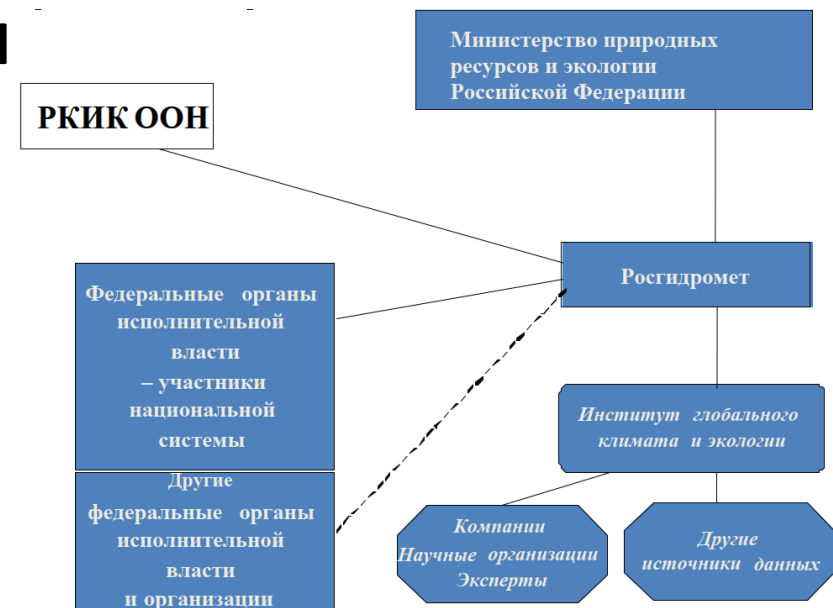 Министерство природных
ресурсов и экологии
Российской Федерации
РКИК ООН
Росгидромет
Федеральные органы
исполнительной
власти
– участники
национальной
системы
Институт глобального
климата и экологии
Другие
федеральные органы
исполнительной
власти
и организации
Компании
Научные организации
Эксперты
Другие
источники данных